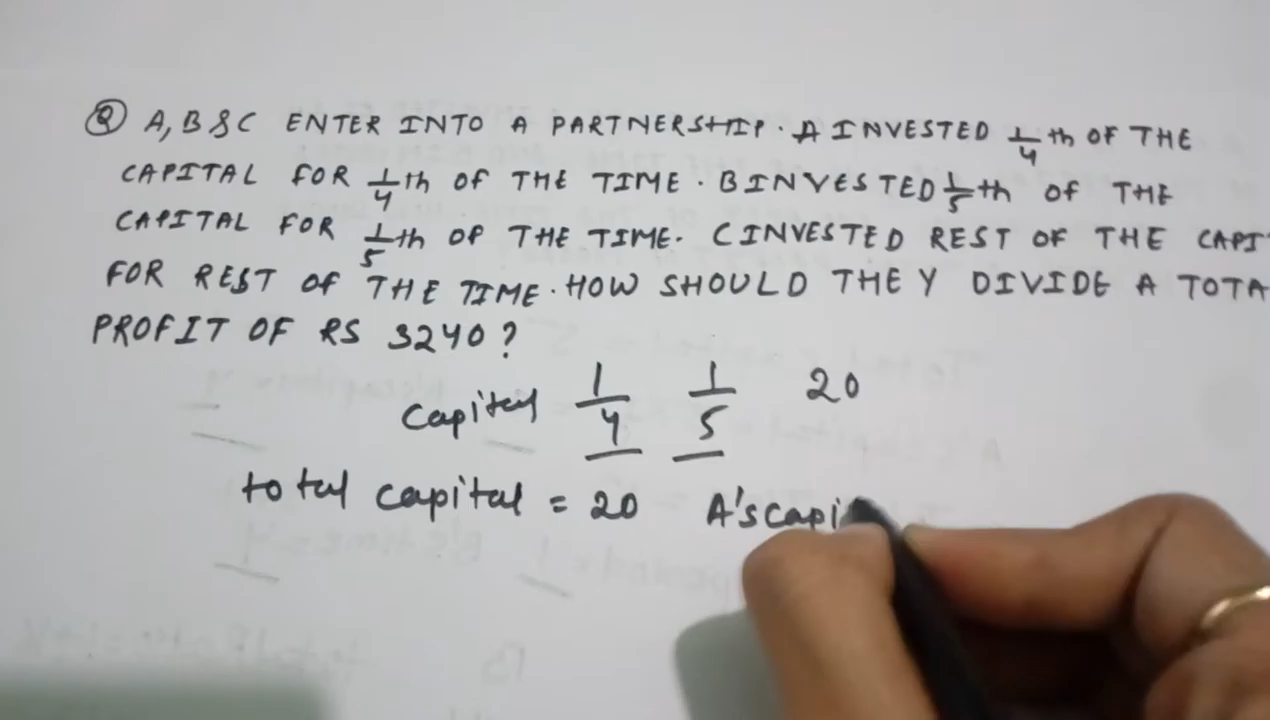 Q A, B & C ENTER INTO A PARTNERSHIP. A INVESTED 1/4 th OF THE
CAPITAL FOR 1/4 th OF THE TIME. B INVESTED 1/5 th OF THE
CAPITAL FOR 1/5 th OF THE TIME. C INVESTED REST OF THE CAPI
FOR REST OF THE TIME. HOW SHOULD THEY DIVIDE A TOTA
PROFIT OF RS 3240?
Capital 1/4 1/5 20
total capital = 20 A's capi